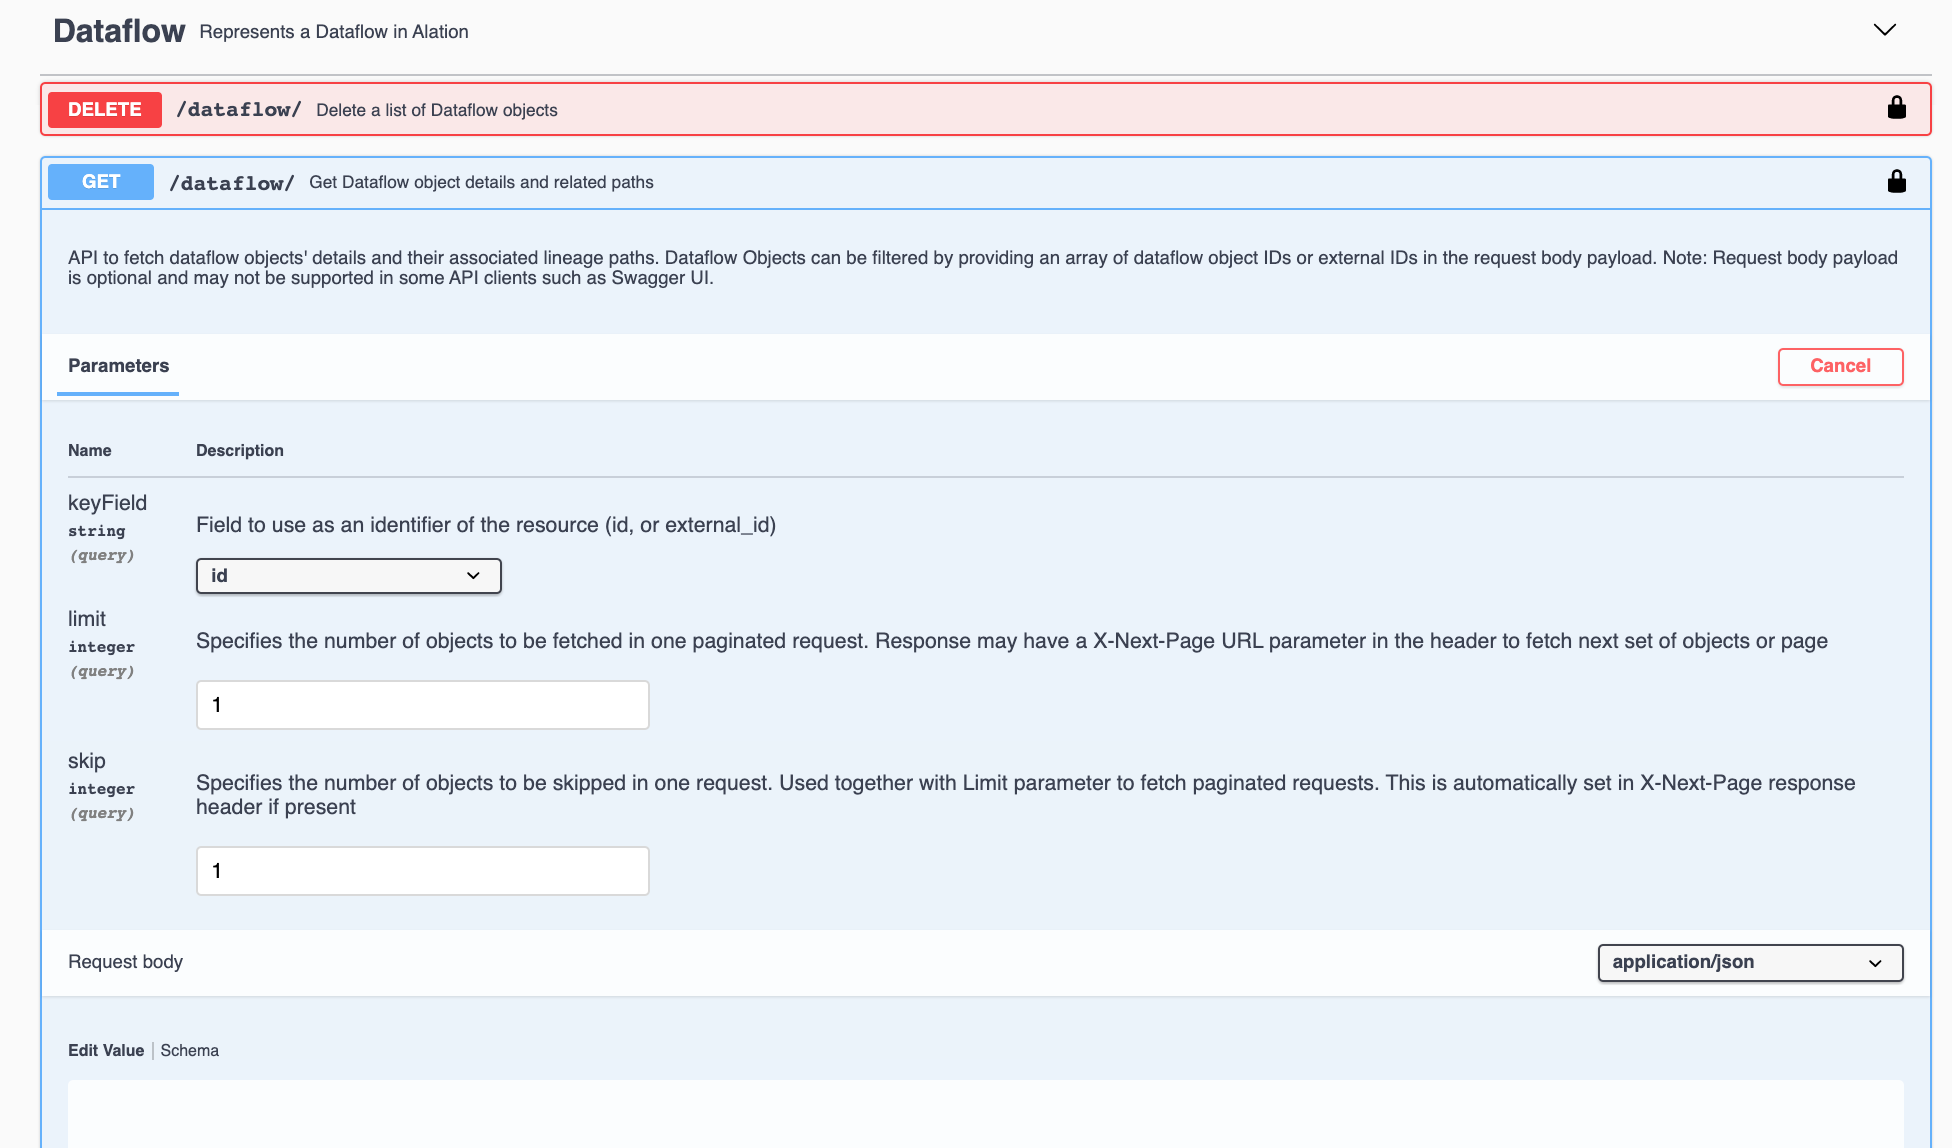 Dataflow Represents a Dataflow in Alation
DELETE /dataflow/ Delete a list of Dataflow objects
GET /dataflow/ Get Dataflow object details and related paths
API to fetch dataflow objects' details and their associated lineage paths. Dataflow Objects can be filtered by providing an array of dataflow object IDs or external IDs in the request body payload. Note: Request body payload
is optional and may not be supported in some API clients such as Swagger UI.
Parameters
Cancel
Name Description
keyField
string
(query)
Field to use as an identifier of the resource (id, or external_id)
id
limit
integer
(query)
Specifies the number of objects to be fetched in one paginated request. Response may have a X-Next-Page URL parameter in the header to fetch next set of objects or page
1
skip
integer
(query)
Specifies the number of objects to be skipped in one request. Used together with Limit parameter to fetch paginated requests. This is automatically set in X-Next-Page response
header if present
1
Request body
application/json
Edit Value | Schema